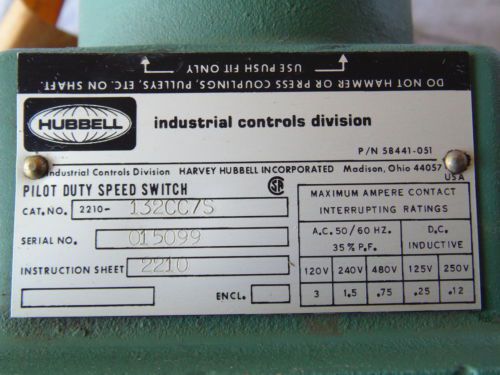 DO NOT HAMMER OR PRESS COUPLINGS, PULLEYS, ETC. ON SHAFT.
USE PUSH FIT ONLY
HUBBELL
industrial controls division
P/N 58441-051
Industrial Controls Division HARVEY HUBBELL INCORPORATED Madison, Ohio 44057
USA
PILOT DUTY SPEED SWITCH
SA
CAT. NO. 2210- 132CC7S
SERIAL NO. 015099
INSTRUCTION SHEET 2210
ENCL.
MAXIMUM AMPERE CONTACT
INTERRUPTING RATINGS
A.C. 50/60 HZ. D.C.
35% P.F. INDUCTIVE
120V 240V 480V 125V 250V
3 1.5 .75 .25 .12